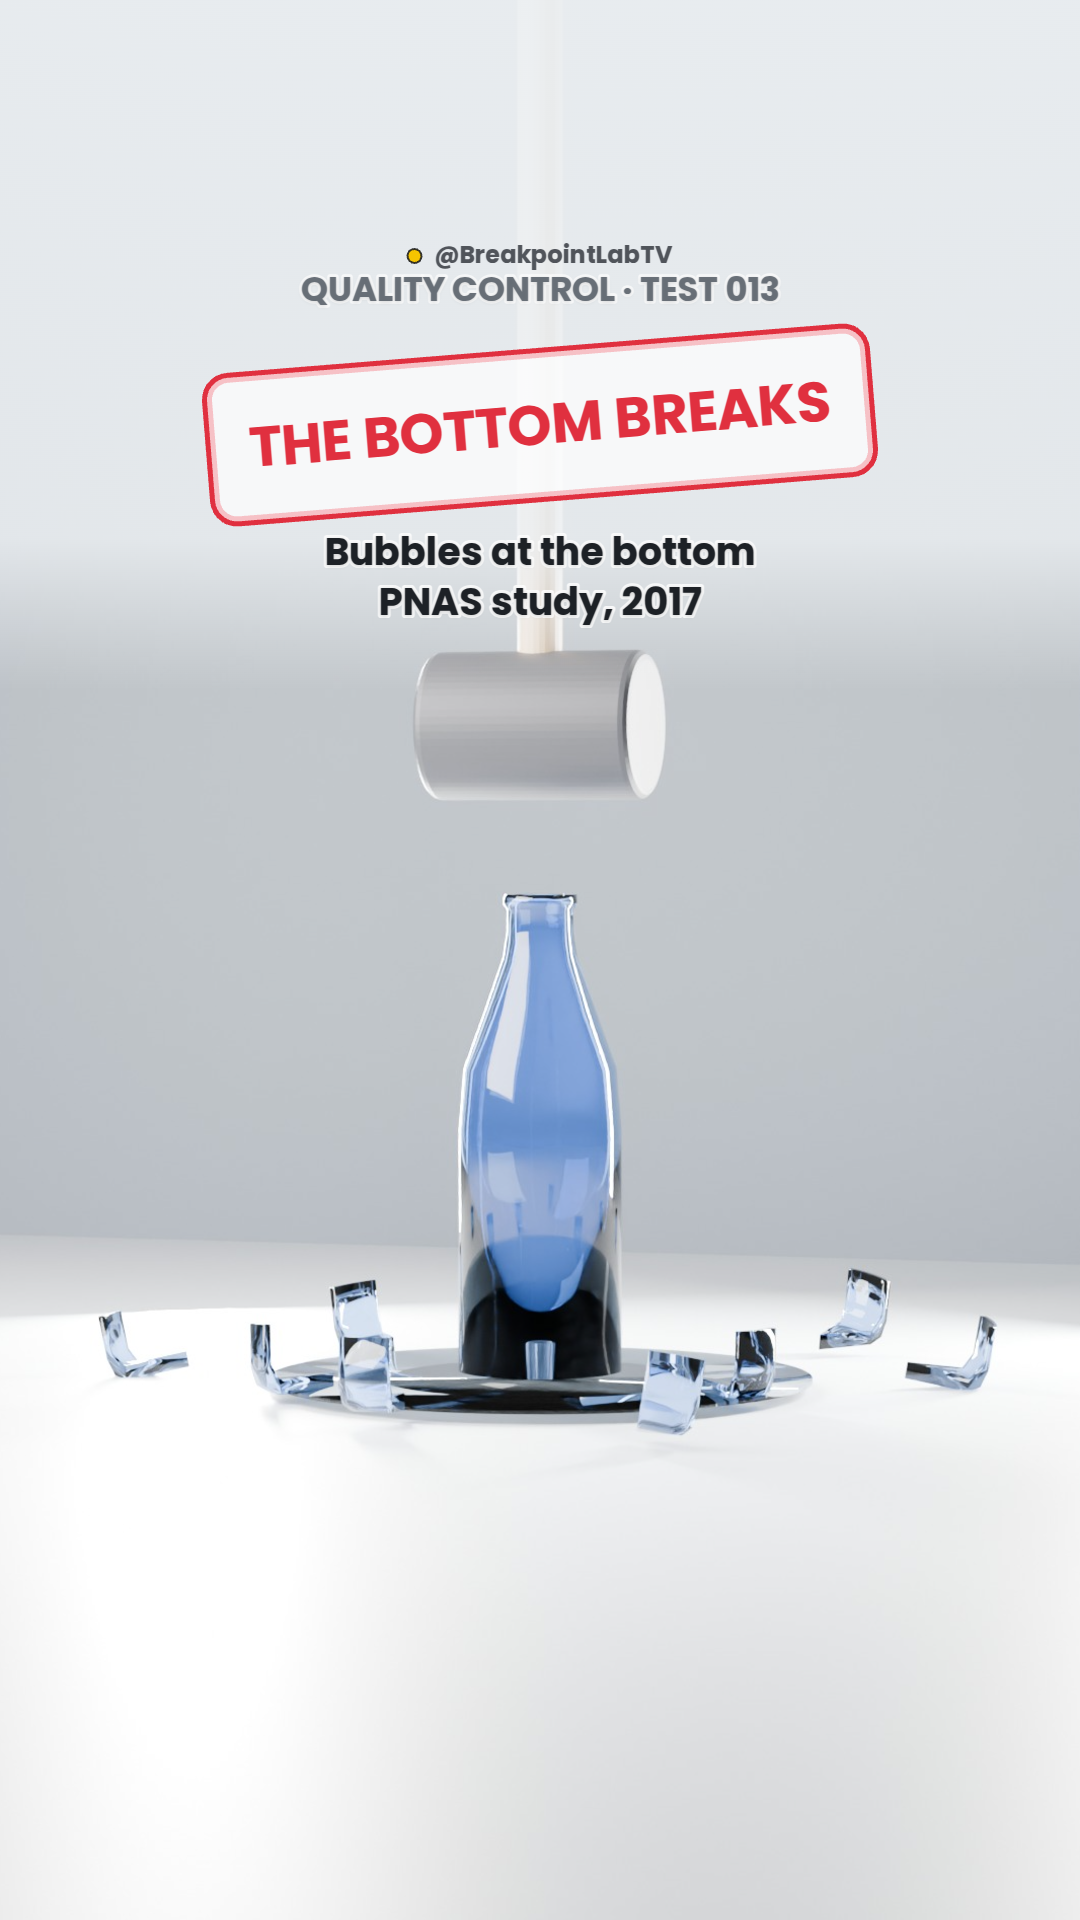 @BreakpointLabTV
QUALITY CONTROL · TEST 013
THE BOTTOM BREAKS
Bubbles at the bottom
PNAS study, 2017